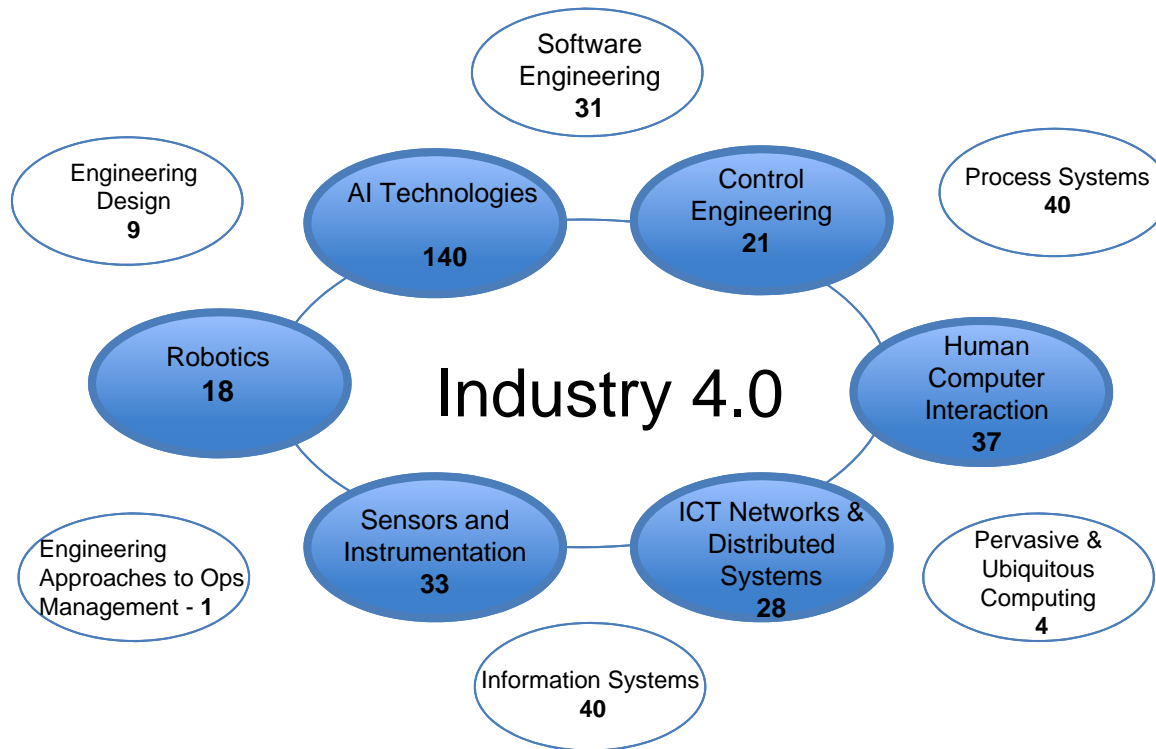 Software
Engineering
31
Engineering
Design
9
AI Technologies
140
Control
Engineering
21
Process Systems
40
Robotics
18
Industry 4.0
Human
Computer
Interaction
37
Engineering
Approaches to Ops
Management - 1
Sensors and
Instrumentation
33
ICT Networks &
Distributed
Systems
28
Pervasive &
Ubiquitous
Computing
4
Information Systems
40